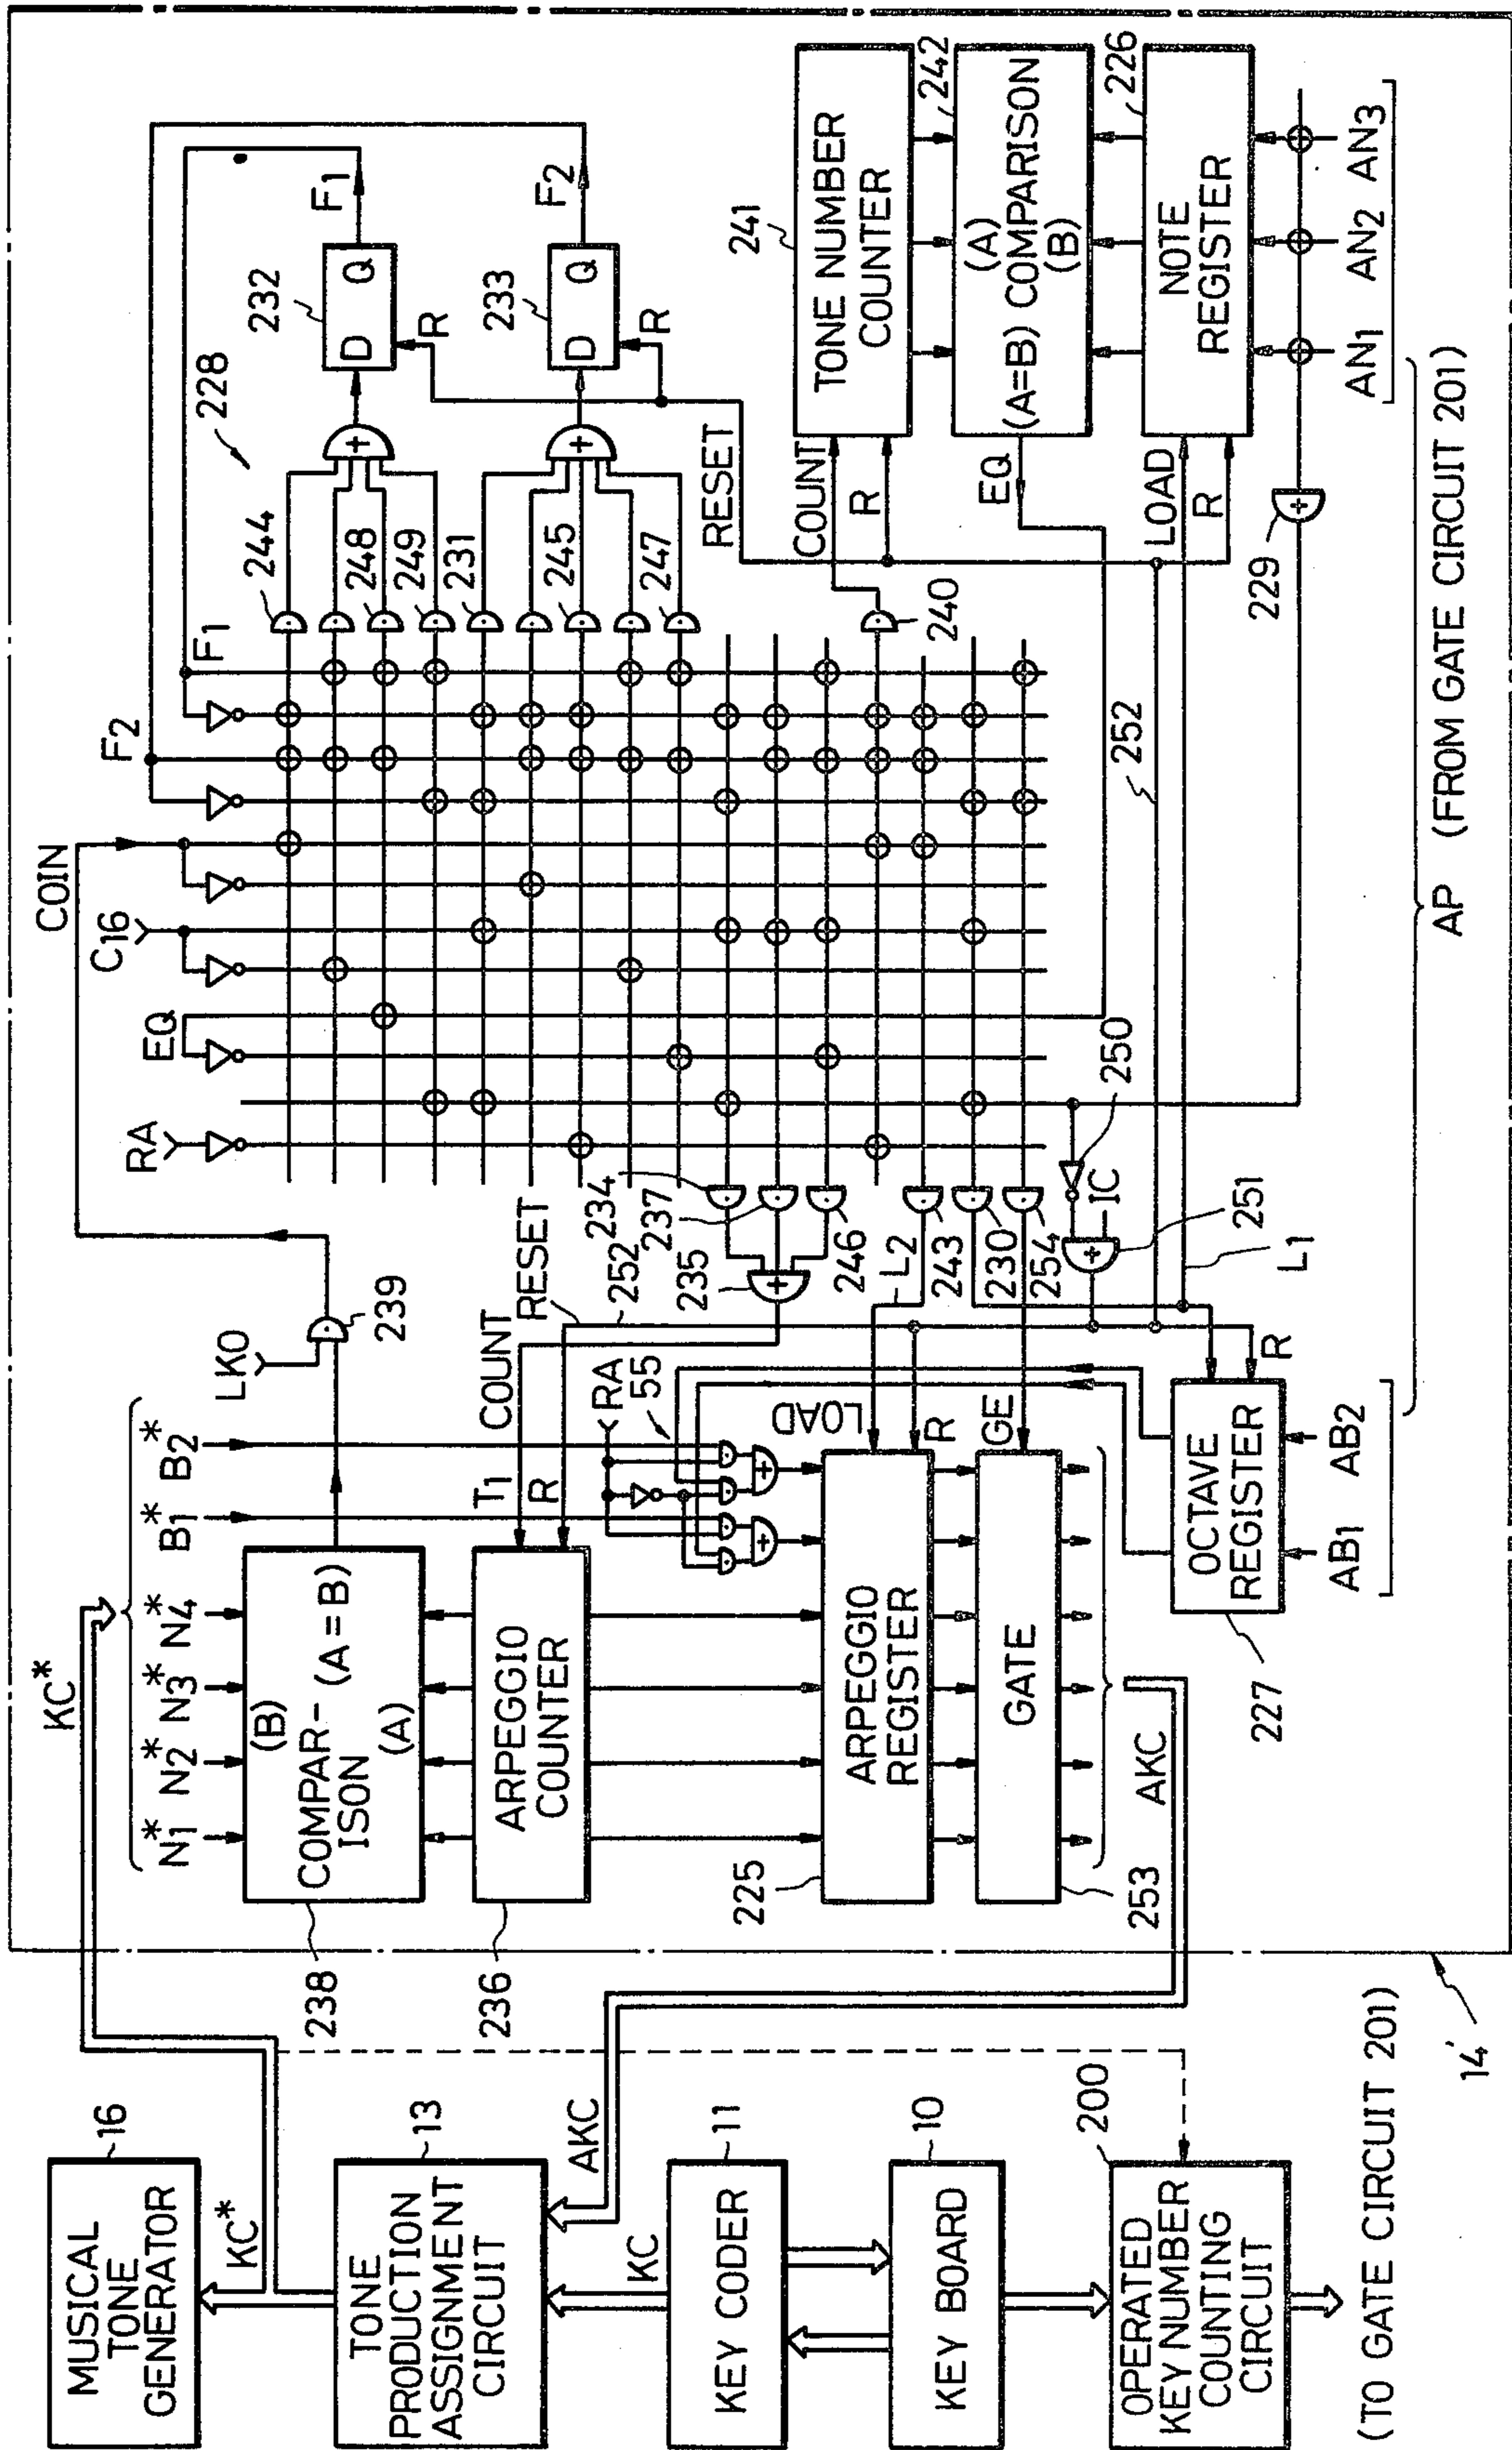 MUSICAL
TONE
GENERATOR
16
KC*
TONE
PRODUCTION
ASSIGNMENT
CIRCUIT
13
AKC
KC
KEY CODER
11
KEY BOARD
10
OPERATED
KEY NUMBER
COUNTING
CIRCUIT
200
(TO GATE CIRCUIT 201)
14'
KC*
N1* N2* N3* N4* B1* B2*
(B)
COMPAR-
ISON
(A = B)
(A)
238
LKO
239
COIN
ARPEGGIO
COUNTER
236
T1
R
COUNT
RESET
252
RA
55
LOAD
ARPEGGIO
REGISTER
225
R
L2
GATE
GE
253
AKC
OCTAVE
REGISTER
227
R
AB1 AB2
234
237
235
246
243
230
254
IC
251
L1
250
RA
EQ
C16
COIN
F2
F1
244
248
249
231
245
247
240
228
232
D Q
F1
R
233
D Q
F2
R
RESET
COUNT
R
241
TONE NUMBER
COUNTER
242
(A)
(A=B) COMPARISON
(B)
EQ
226
LOAD
R
NOTE
REGISTER
229
252
AN1 AN2 AN3
AP (FROM GATE CIRCUIT 201)